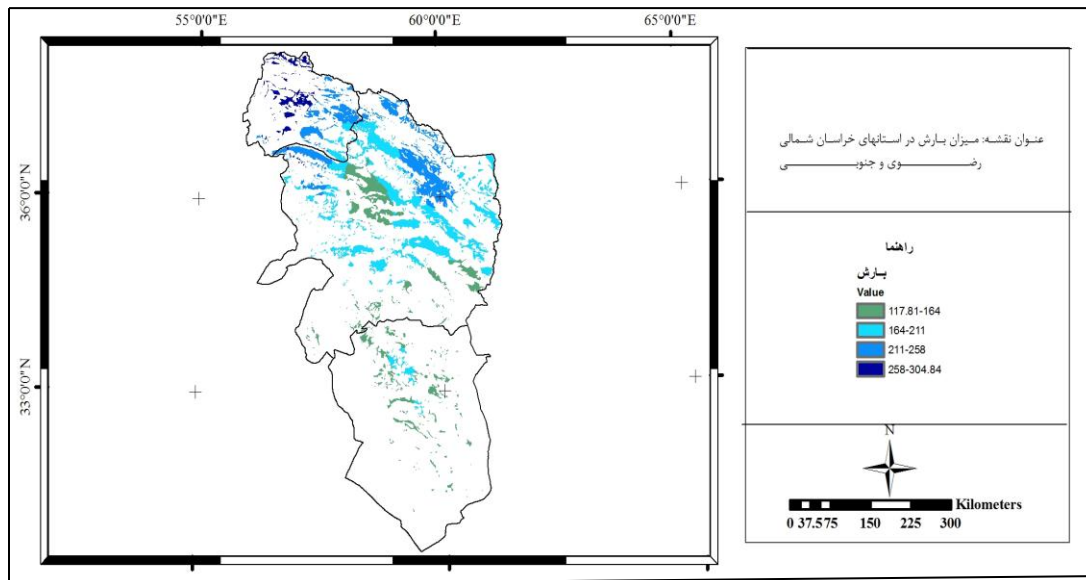 55°0'0"E 60°0'0"E 65°0'0"E
36°0'0"N
33°0'0"N
عنوان نقشه: میزان بارش در استانهای خراسان شمالی
رضوی و جنوبی
راهنما
بارش
Value
117.81-164
164-211
211-258
258-304.84
N
Kilometers
0 37.575 150 225 300